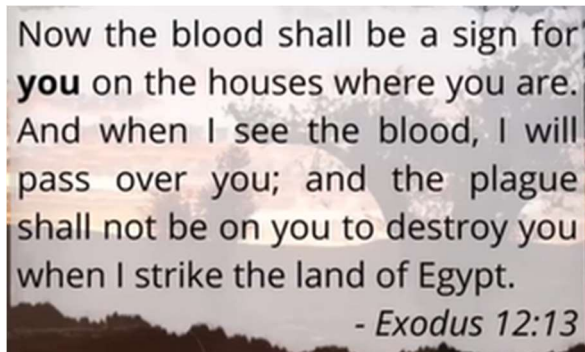 Now the blood shall be a sign for
you on the houses where you are.
And when I see the blood, I will
pass over you; and the plague
shall not be on you to destroy you
when I strike the land of Egypt.
- Exodus 12:13